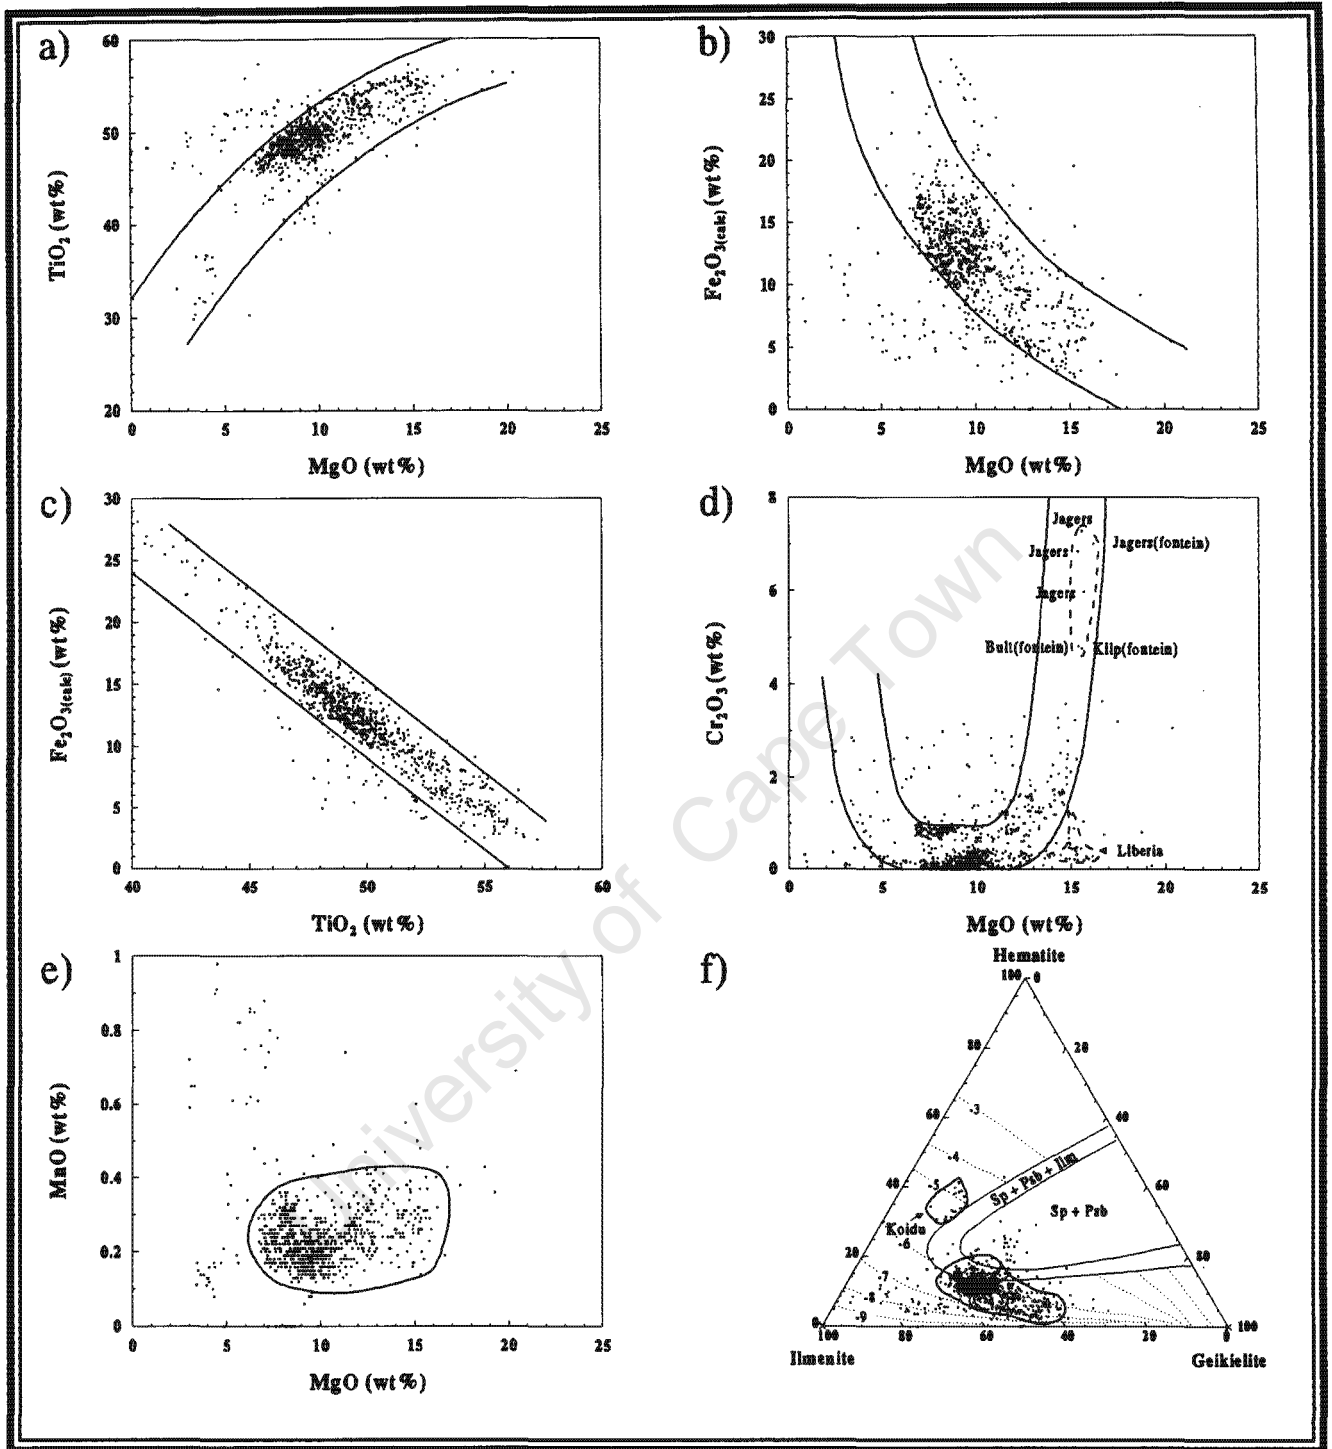 a)
60
50
40
30
20
TiO2 (wt%)
0 5 10 15 20 25
MgO (wt%)
b)
30
25
20
15
10
5
0
Fe2O3(calc) (wt%)
0 5 10 15 20 25
MgO (wt%)
c)
30
25
20
15
10
5
0
Fe2O3(calc) (wt%)
40 45 50 55 60
TiO2 (wt%)
d)
8
6
4
2
0
Cr2O3 (wt%)
Jagers
Jagers
Jagers(fontein)
Jagers
Bult(fontein)
Klip(fontein)
Liberia
0 5 10 15 20 25
MgO (wt%)
e)
1
0.8
0.6
0.4
0.2
0
MnO (wt%)
0 5 10 15 20 25
MgO (wt%)
f)
Hematite
100 0
80 20
60 -3 40
-4
40 -5 Sp + Psb + Ilm 60
Koidu Sp + Psb
-6
20 80
-7
-8
-9
0 100
100 80 60 40 20 0
Ilmenite Geikielite
University of Cape Town